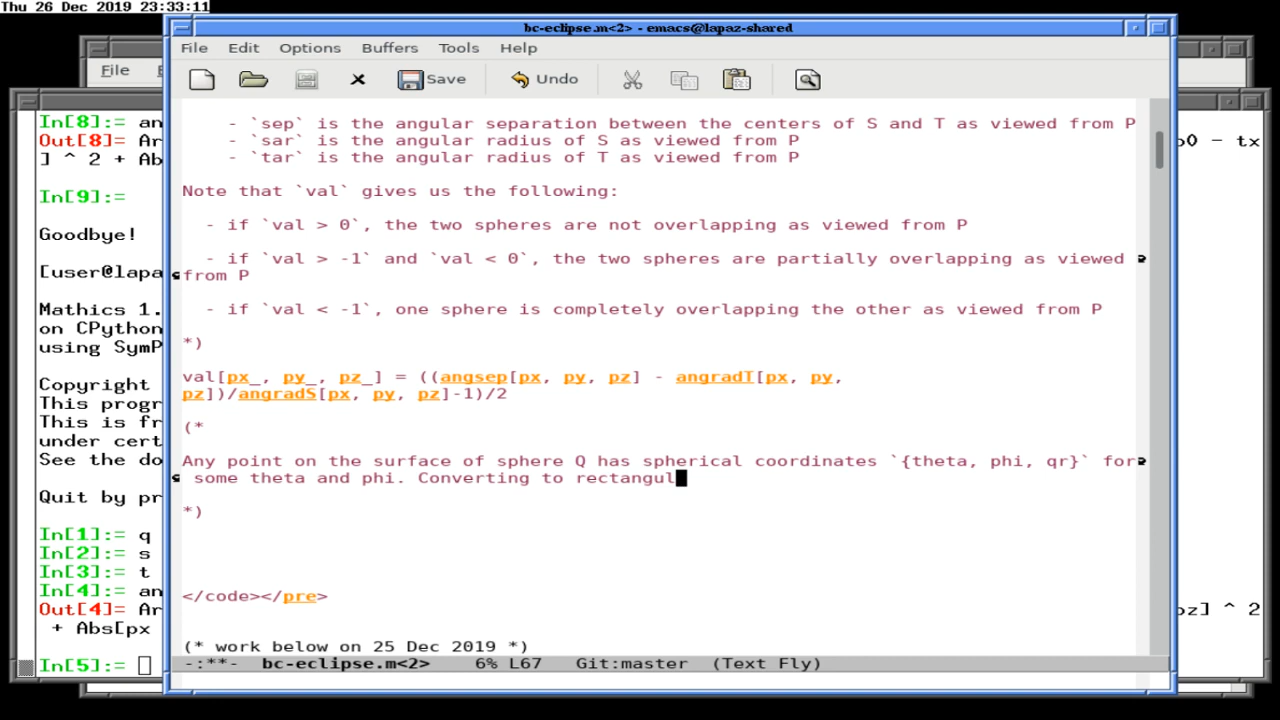 Thu 26 Dec 2019 23:33:11
bc-eclipse.m<2> - emacs@lapaz-shared
File Edit Options Buffers Tools Help
Save Undo
- `sep` is the angular separation between the centers of S and T as viewed from P
- `sar` is the angular radius of S as viewed from P
- `tar` is the angular radius of T as viewed from P
Note that `val` gives us the following:
- if `val > 0`, the two spheres are not overlapping as viewed from P
- if `val > -1` and `val < 0`, the two spheres are partially overlapping as viewed
from P
- if `val < -1`, one sphere is completely overlapping the other as viewed from P
*)
val[px_, py_, pz_] = ((angsep[px, py, pz] - angradT[px, py,
pz])/angradS[px, py, pz]-1)/2
(*
Any point on the surface of sphere Q has spherical coordinates `{theta, phi, qr}` for
some theta and phi. Converting to rectangul
*)
</code></pre>
(* work below on 25 Dec 2019 *)
-:**- bc-eclipse.m<2> 6% L67 Git:master (Text Fly)
File
In[8]:= an
Out[8]= Ar
] ^ 2 + Ab
In[9]:=
Goodbye!
[user@lapa
Mathics 1.
on CPython
using SymP
Copyright
This progr
This is fr
under cert
See the do
Quit by pr
In[1]:= q
In[2]:= s
In[3]:= t
In[4]:= an
Out[4]= Ar
+ Abs[px
In[5]:=
0 - tx
pz] ^ 2